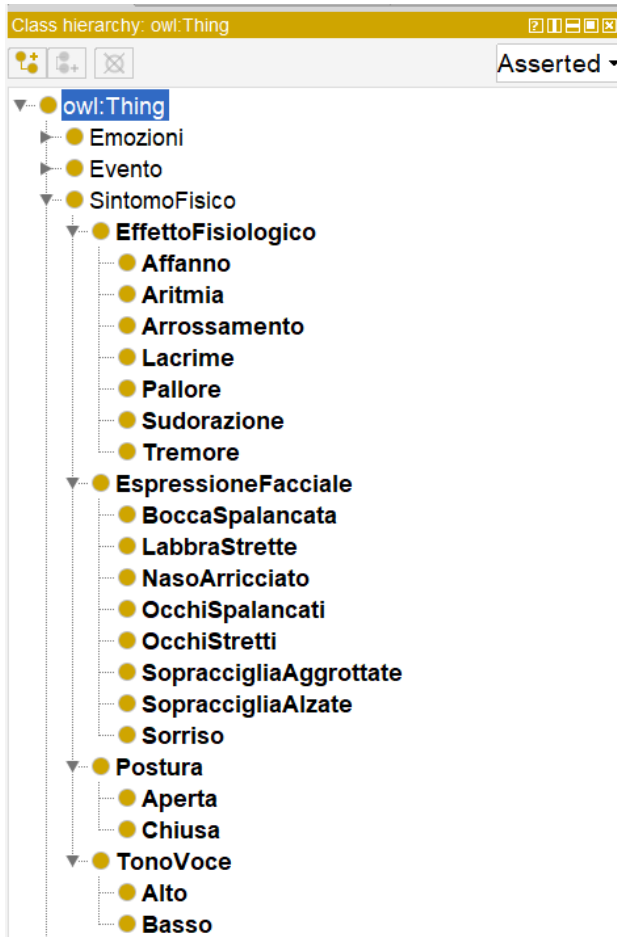 Class hierarchy: owl:Thing
Asserted
owl:Thing
Emozioni
Evento
SintomoFisico
EffettoFisiologico
Affanno
Aritmia
Arrossamento
Lacrime
Pallore
Sudorazione
Tremore
EspressioneFacciale
BoccaSpalancata
LabbraStrette
NasoArricciato
OcchiSpalancati
OcchiStretti
SopraccigliaAggrottate
SopraccigliaAlzate
Sorriso
Postura
Aperta
Chiusa
TonoVoce
Alto
Basso